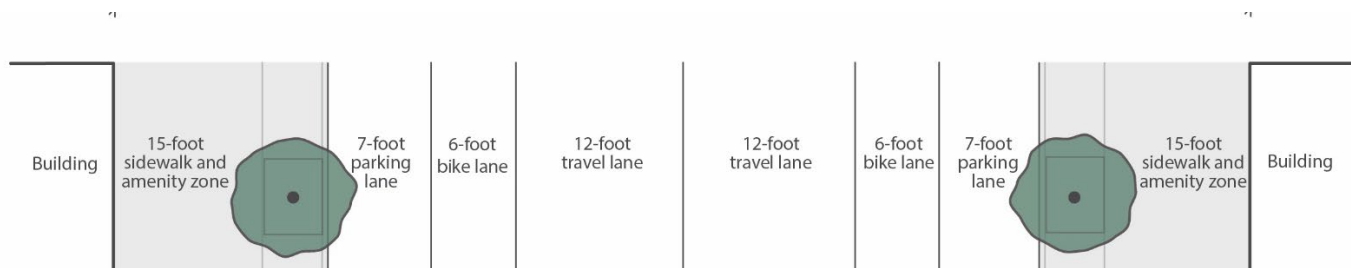 Building
15-foot
sidewalk and
amenity zone
7-foot
parking
lane
6-foot
bike lane
12-foot
travel lane
12-foot
travel lane
6-foot
bike lane
7-foot
parking
lane
15-foot
sidewalk and
amenity zone
Building